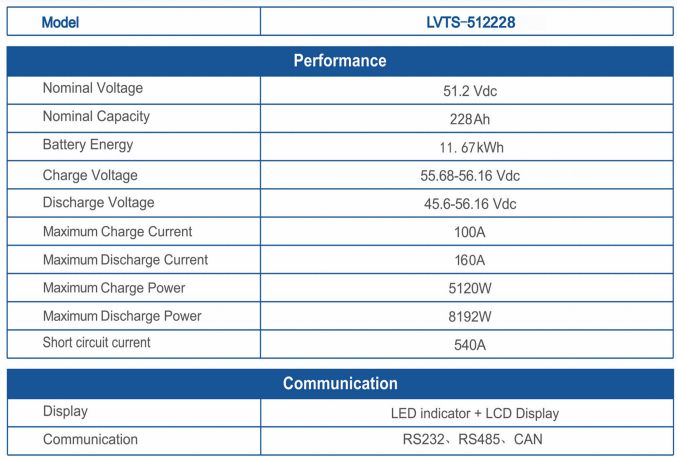 Model LVTS-512228
Performance
Nominal Voltage 51.2 Vdc
Nominal Capacity 228Ah
Battery Energy 11. 67kWh
Charge Voltage 55.68-56.16 Vdc
Discharge Voltage 45.6-56.16 Vdc
Maximum Charge Current 100A
Maximum Discharge Current 160A
Maximum Charge Power 5120W
Maximum Discharge Power 8192W
Short circuit current 540A
Communication
Display LED indicator + LCD Display
Communication RS232、RS485、CAN